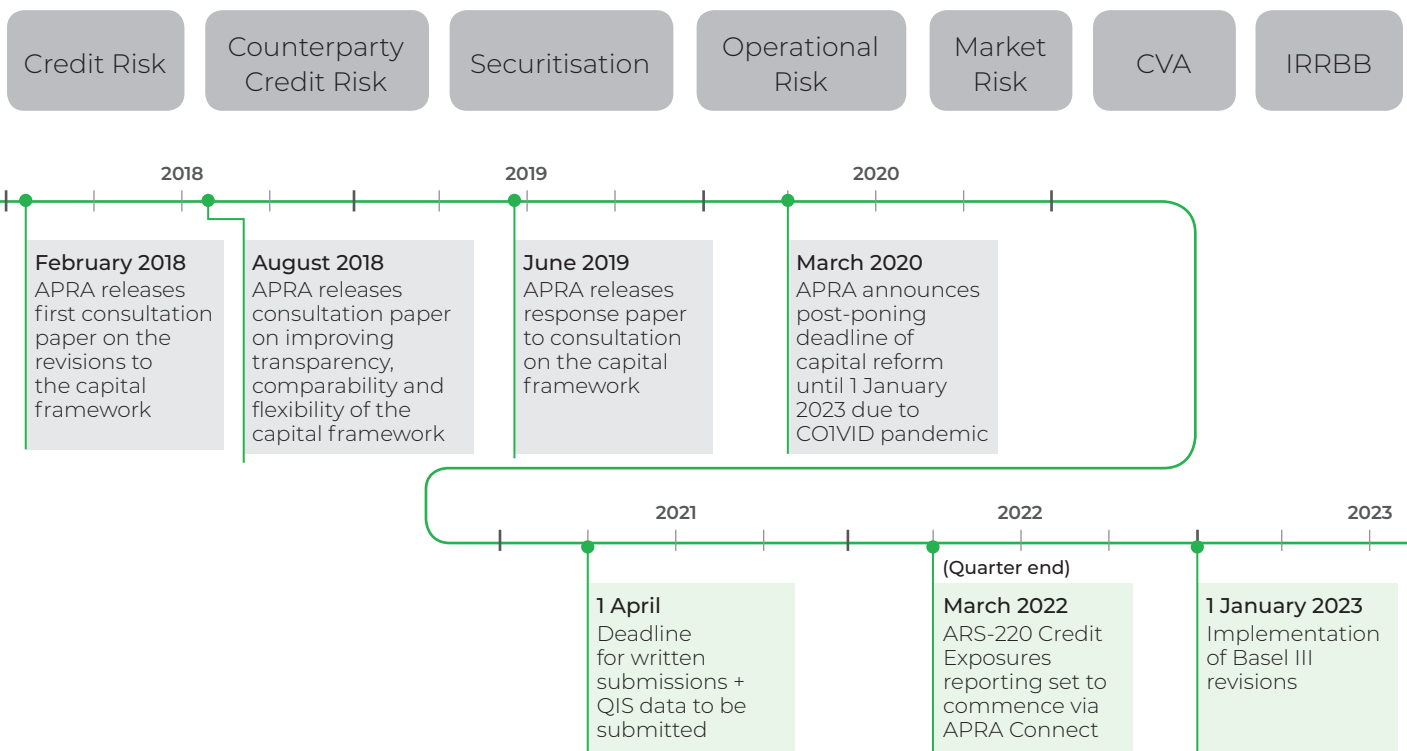 Credit Risk
Counterparty
Credit Risk
Securitisation
Operational
Risk
Market
Risk
CVA
IRRBB
2018
2019
2020
February 2018
APRA releases
first consultation
paper on the
revisions to
the capital
framework
August 2018
APRA releases
consultation paper
on improving
transparency,
comparability and
flexibility of the
capital framework
June 2019
APRA releases
response paper
to consultation
on the capital
framework
March 2020
APRA announces
post-poning
deadline of
capital reform
until 1 January
2023 due to
CO1VID pandemic
2021
2022
2023
1 April
Deadline
for written
submissions +
QIS data to be
submitted
(Quarter end)
March 2022
ARS-220 Credit
Exposures
reporting set to
commence via
APRA Connect
1 January 2023
Implementation
of Basel III
revisions